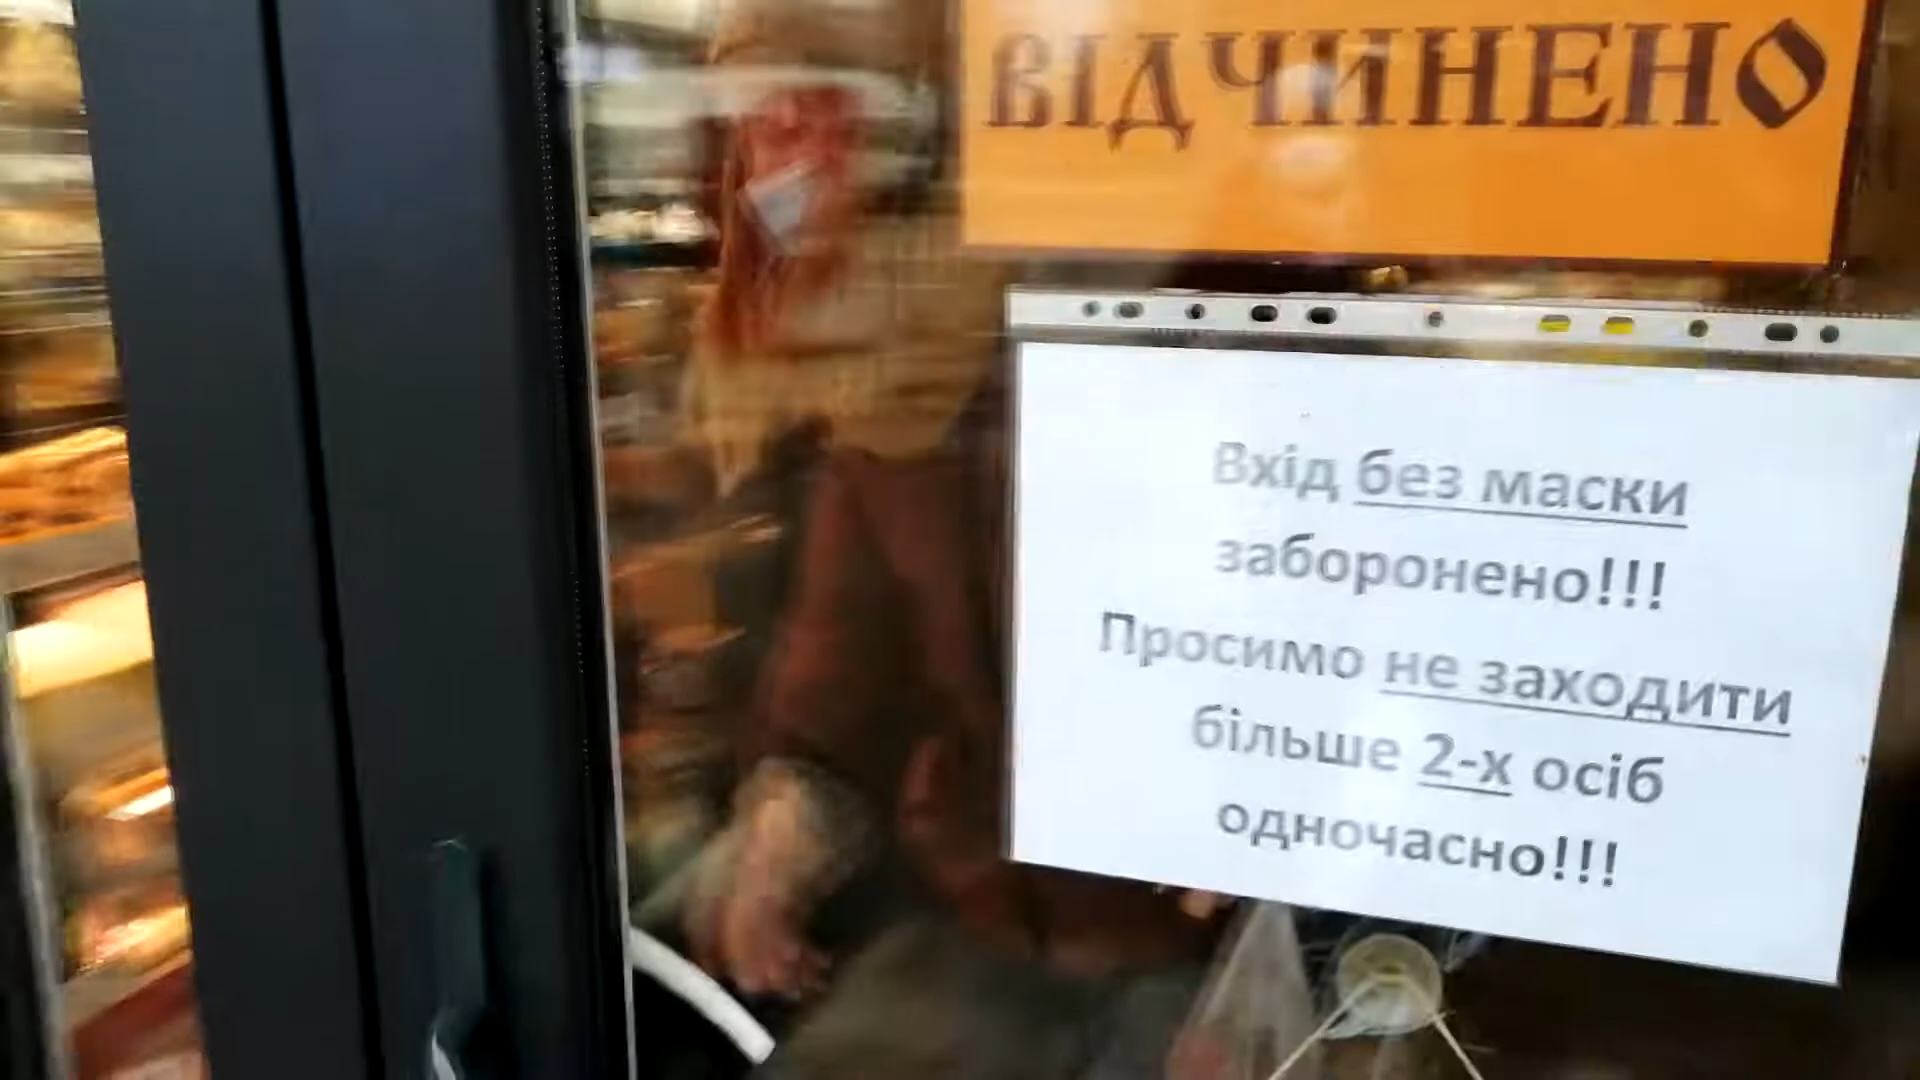 ВІДЧИНЕНО
Вхід без маски
заборонено!!!
Просимо не заходити
більше 2-х осіб
одночасно!!!